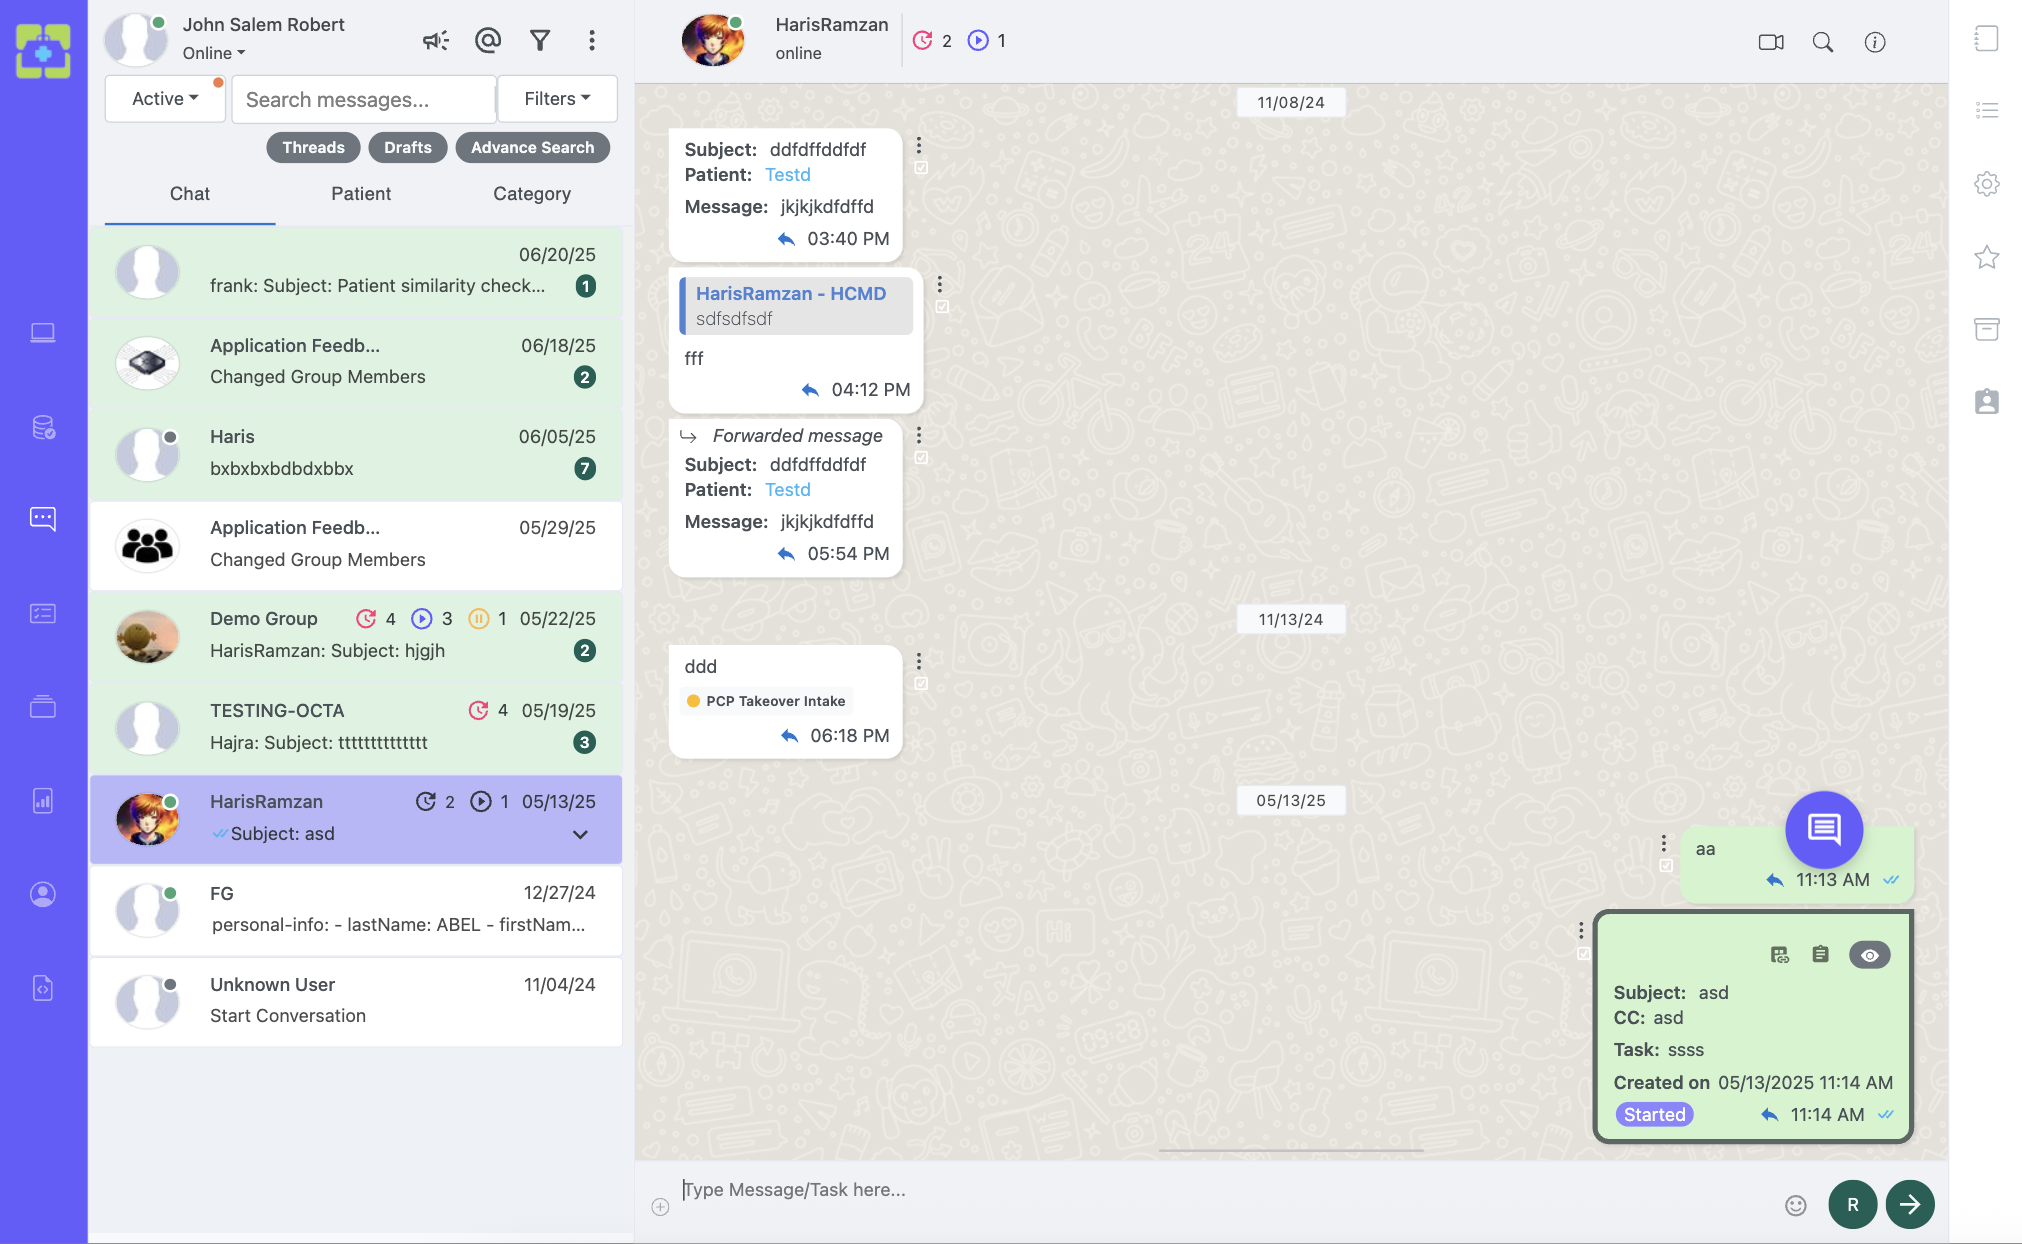 John Salem Robert
Online
Active
Search messages...
Filters
Threads
Drafts
Advance Search
Chat
Patient
Category
06/20/25
frank: Subject: Patient similarity check...
1
Application Feedb...
06/18/25
Changed Group Members
2
Haris
06/05/25
bxbxbxbdbdxbbx
7
Application Feedb...
05/29/25
Changed Group Members
Demo Group
4
3
1
05/22/25
HarisRamzan: Subject: hjgjh
2
TESTING-OCTA
4
05/19/25
Hajra: Subject: tttttttttttttt
3
HarisRamzan
2
1
05/13/25
Subject: asd
FG
12/27/24
personal-info: - lastName: ABEL - firstNam...
Unknown User
11/04/24
Start Conversation
HarisRamzan
online
2
1
11/08/24
Subject: ddfdffddfdf
Patient: Testd
Message: jkjkjkdfdffd
03:40 PM
HarisRamzan - HCMD
sdfsdfsdf
fff
04:12 PM
Forwarded message
Subject: ddfdffddfdf
Patient: Testd
Message: jkjkjkdfdffd
05:54 PM
11/13/24
ddd
PCP Takeover Intake
06:18 PM
05/13/25
aa
11:13 AM
Subject: asd
CC: asd
Task: ssss
Created on 05/13/2025 11:14 AM
Started
11:14 AM
Type Message/Task here...
R